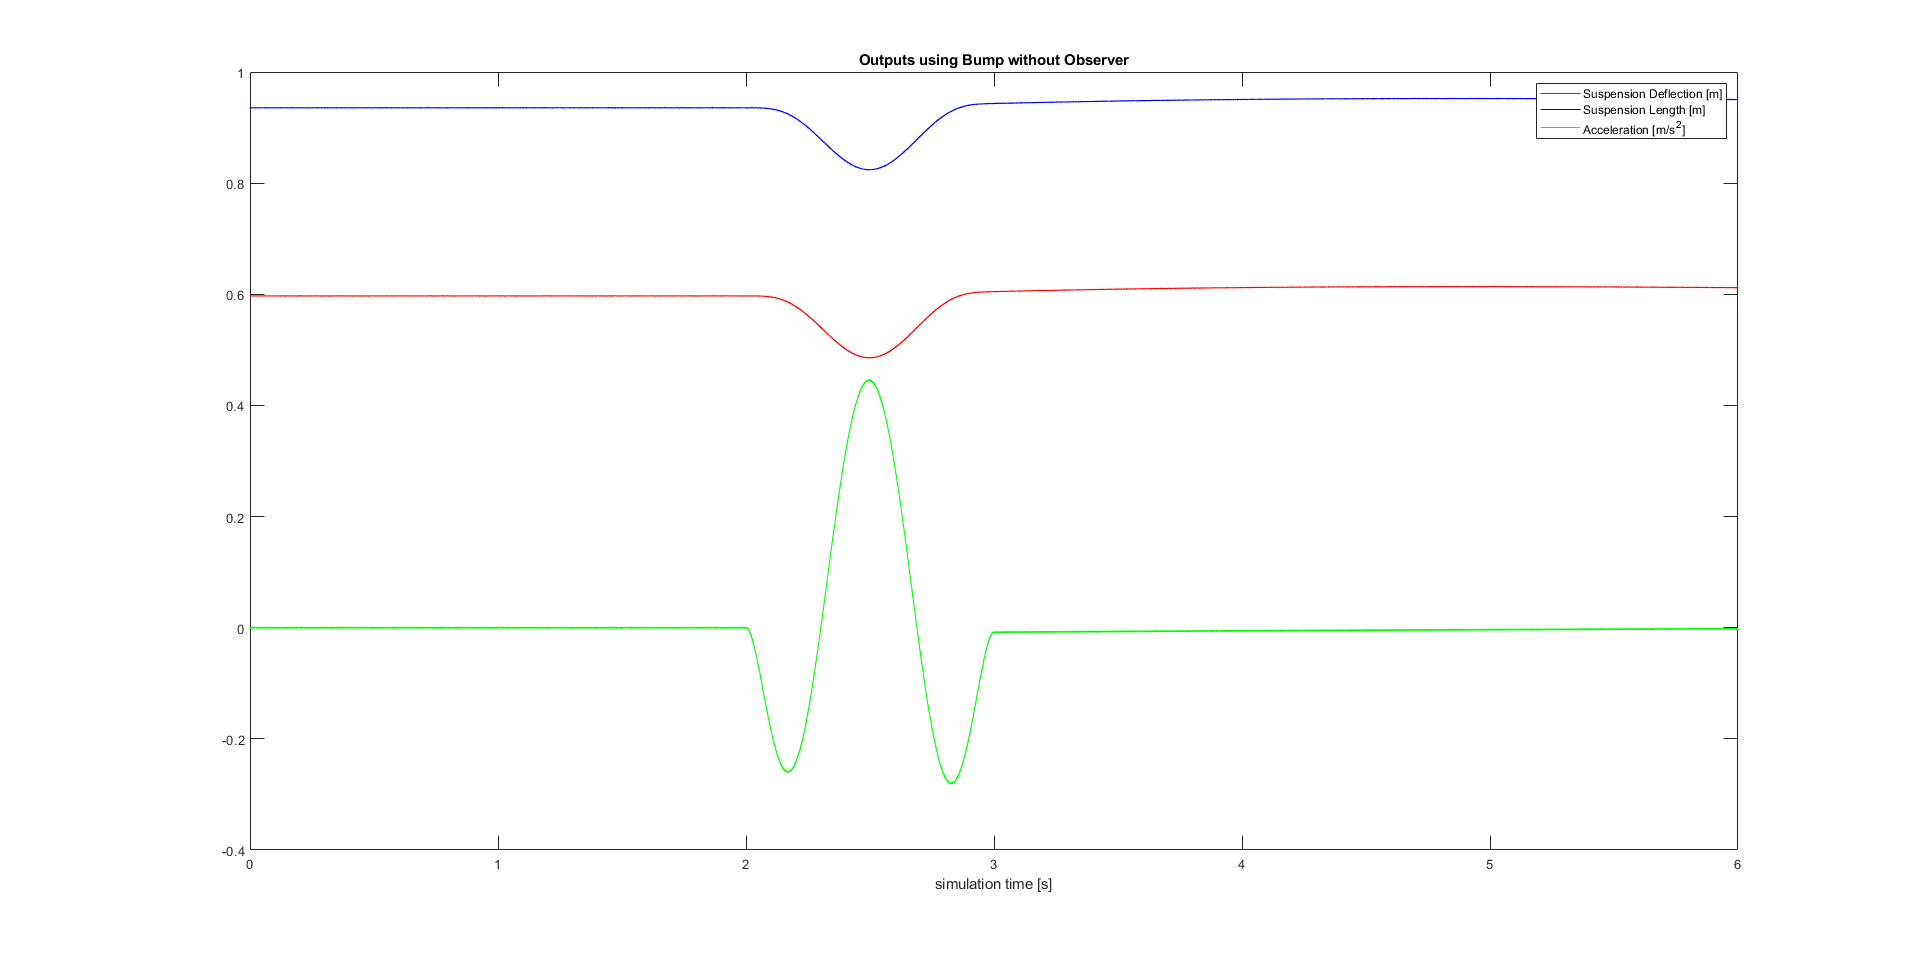 Outputs using Bump without Observer
1
Suspension Deflection [m]
Suspension Length [m]
Acceleration [m/s²]
0.8
0.6
0.4
0.2
0
-0.2
-0.4
0 1 2 3 4 5 6
simulation time [s]